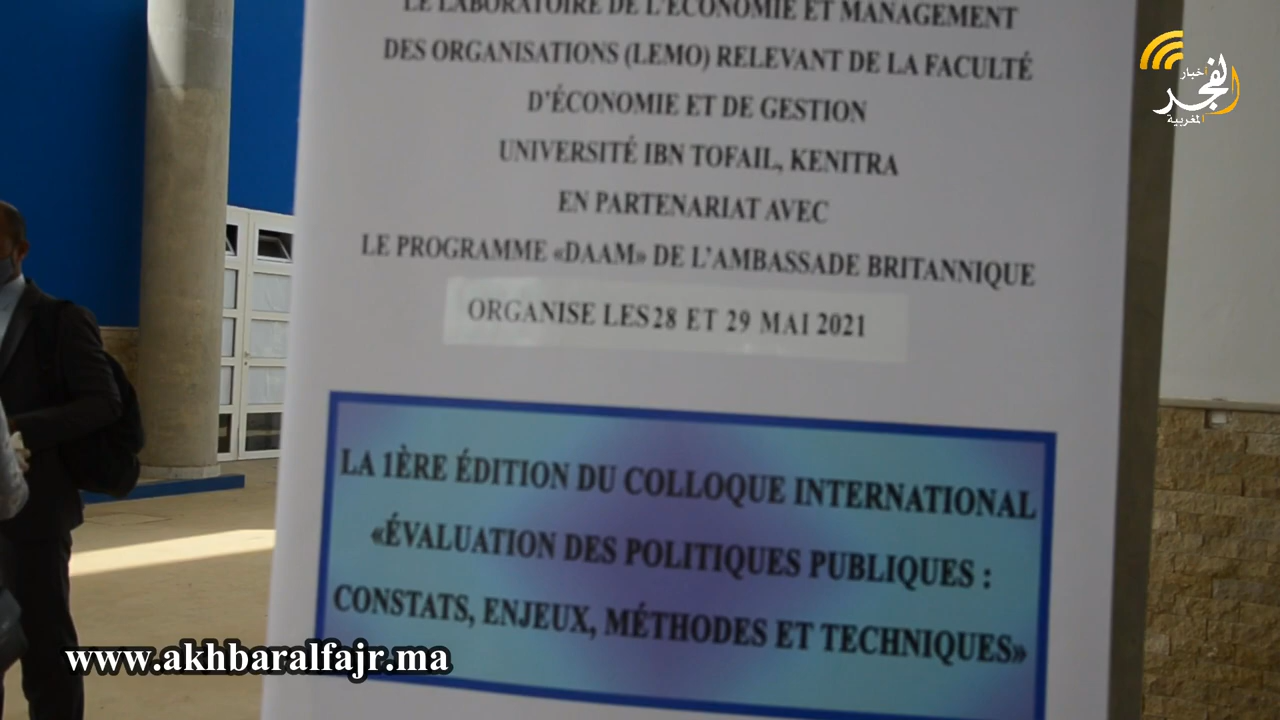 LE LABORATOIRE DE L'ÉCONOMIE ET MANAGEMENT
DES ORGANISATIONS (LEMO) RELEVANT DE LA FACULTÉ
D'ÉCONOMIE ET DE GESTION
UNIVERSITÉ IBN TOFAIL, KENITRA
EN PARTENARIAT AVEC
LE PROGRAMME «DAAM» DE L'AMBASSADE BRITANNIQUE
ORGANISE LES28 ET 29 MAI 2021
LA 1ÈRE ÉDITION DU COLLOQUE INTERNATIONAL
«ÉVALUATION DES POLITIQUES PUBLIQUES :
CONSTATS, ENJEUX, MÉTHODES ET TECHNIQUES»
أخبار
الفجر
المغربية
www.akhbaralfajr.ma